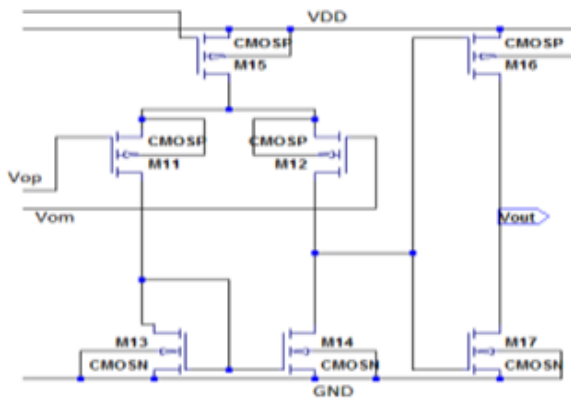 VDD
CMOSP
M15
CMOSP
M16
CMOSP
M11
CMOSP
M12
Vop
Vom
Vout
M13
CMOSN
M14
CMOSN
M17
CMOSN
GND